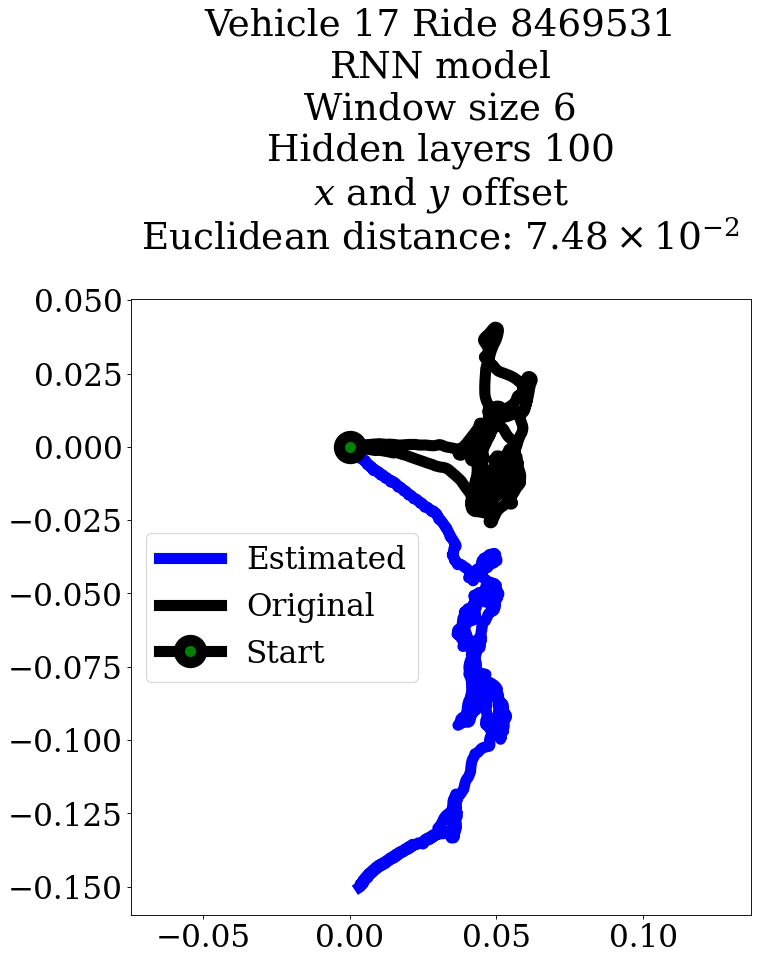 Vehicle 17 Ride 8469531
RNN model
Window size 6
Hidden layers 100
x and y offset
Euclidean distance: 7.48 × 10⁻²
0.050
0.025
0.000
−0.025
−0.050
−0.075
−0.100
−0.125
−0.150
Estimated
Original
Start
−0.05 0.00 0.05 0.10